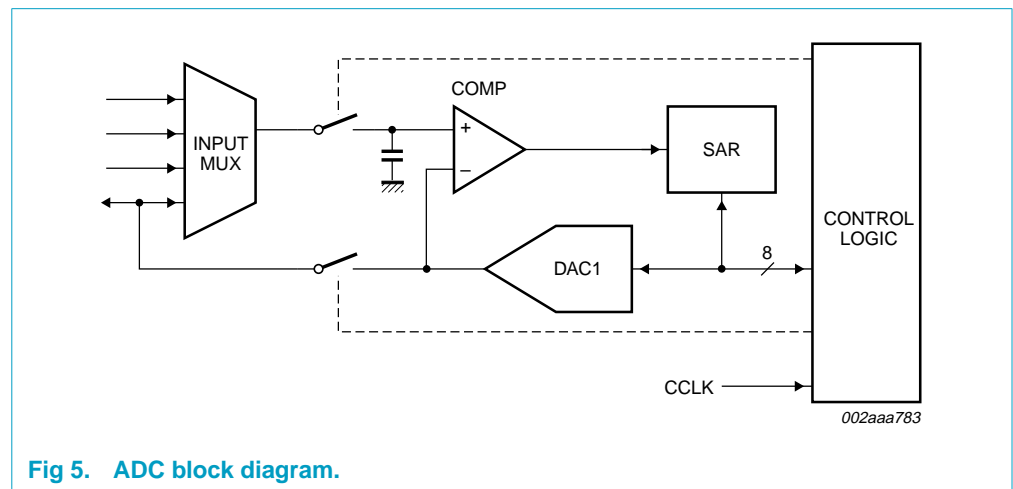 COMP
+
−
INPUT
MUX
SAR
CONTROL
LOGIC
DAC1
8
CCLK
002aaa783
Fig 5. ADC block diagram.